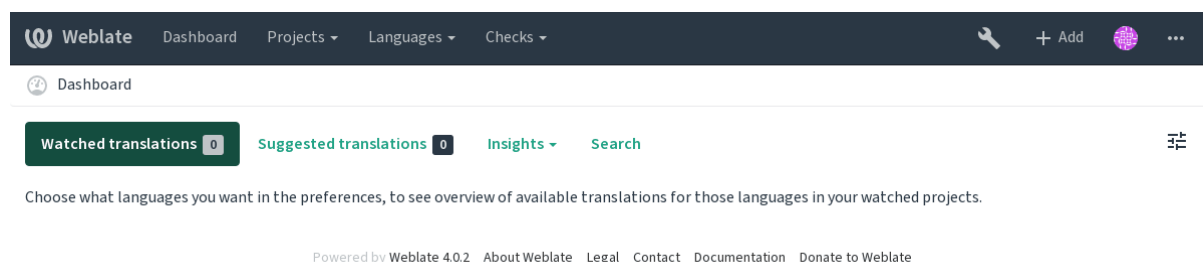 Weblate Dashboard Projects Languages Checks + Add
Dashboard
Watched translations 0 Suggested translations 0 Insights Search
Choose what languages you want in the preferences, to see overview of available translations for those languages in your watched projects.
Powered by Weblate 4.0.2 About Weblate Legal Contact Documentation Donate to Weblate